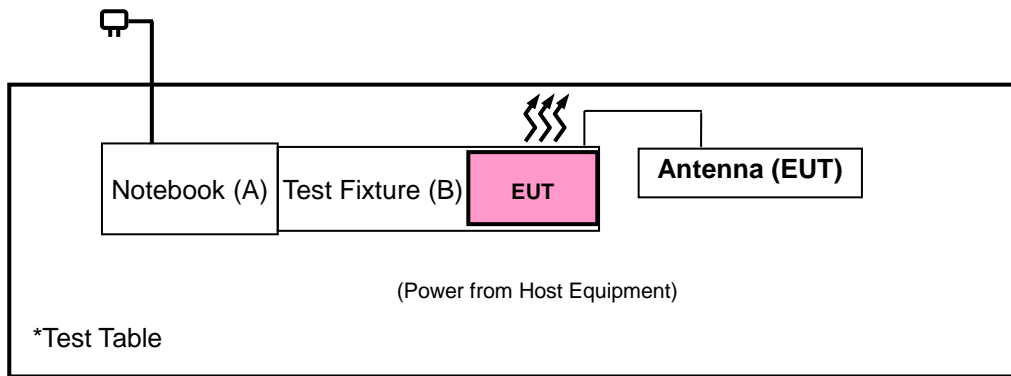 Notebook (A)
Test Fixture (B)
EUT
Antenna (EUT)
(Power from Host Equipment)
*Test Table